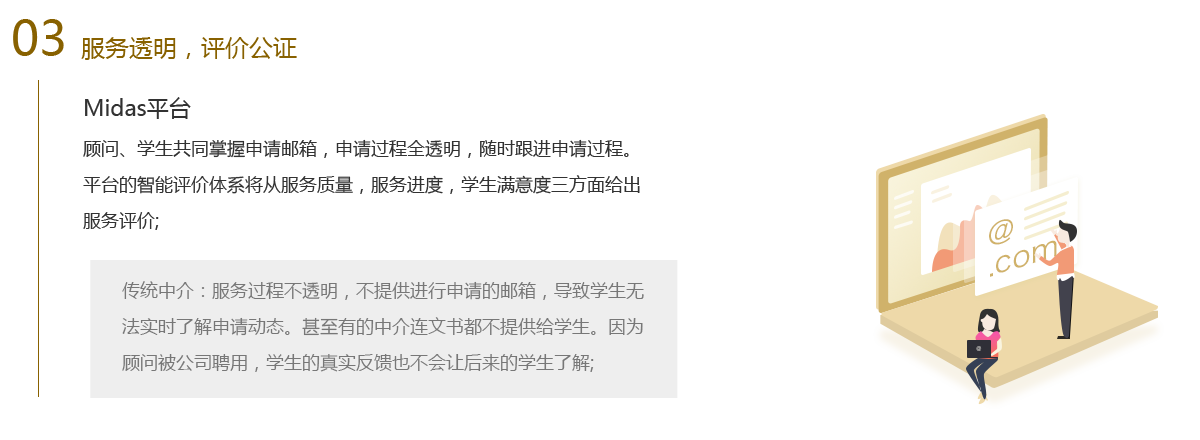 03 服务透明，评价公证
Midas平台
顾问、学生共同掌握申请邮箱，申请过程全透明，随时跟进申请过程。
平台的智能评价体系将从服务质量，服务进度，学生满意度三方面给出
服务评价;
传统中介：服务过程不透明，不提供进行申请的邮箱，导致学生无
法实时了解申请动态。甚至有的中介连文书都不提供给学生。因为
顾问被公司聘用，学生的真实反馈也不会让后来的学生了解;
@
.com